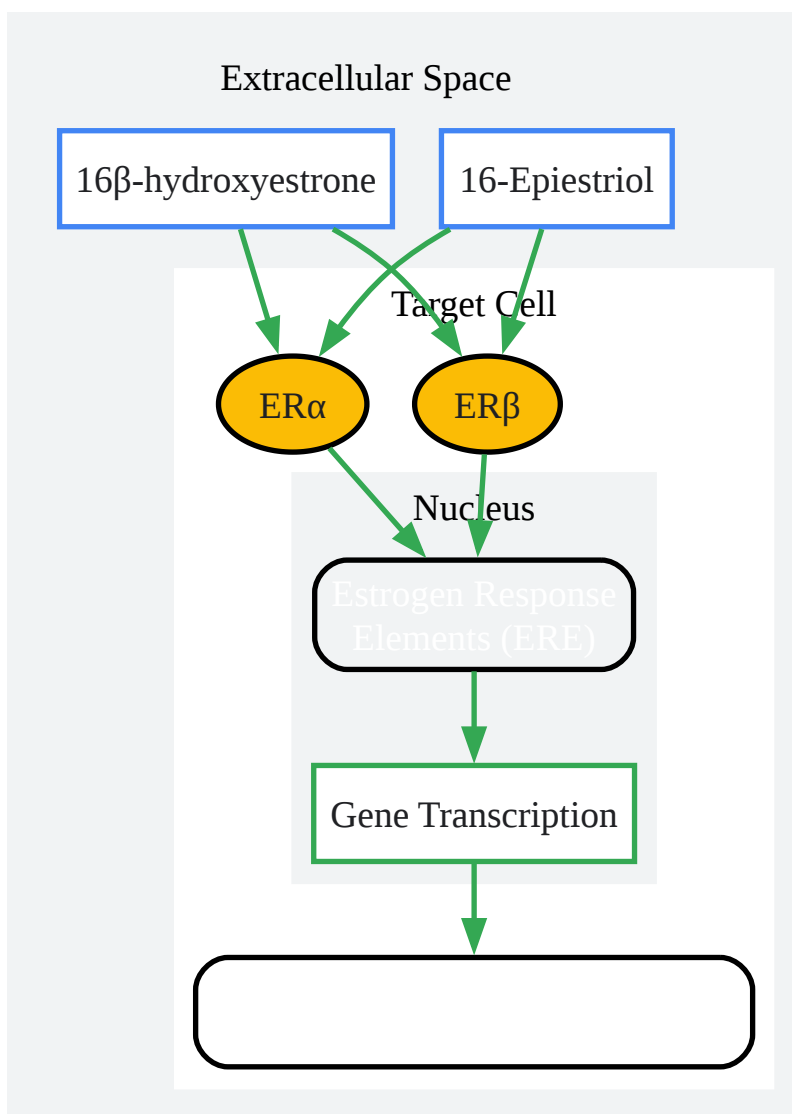 Extracellular Space
16β-hydroxyestrone
16-Epiestriol
Target Cell
ERα
ERβ
Nucleus
Estrogen Response
Elements (ERE)
Gene Transcription